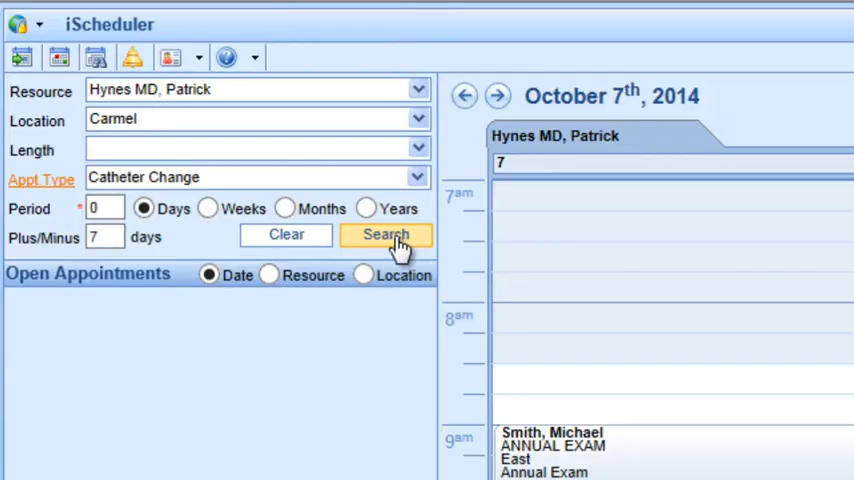 iScheduler
Resource Hynes MD, Patrick
Location Carmel
Length
Appt Type Catheter Change
Period * 0 Days Weeks Months Years
Plus/Minus 7 days Clear Search
Open Appointments Date Resource Location
October 7th, 2014
Hynes MD, Patrick
7
7am
8am
9am
Smith, Michael
ANNUAL EXAM
East
Annual Exam